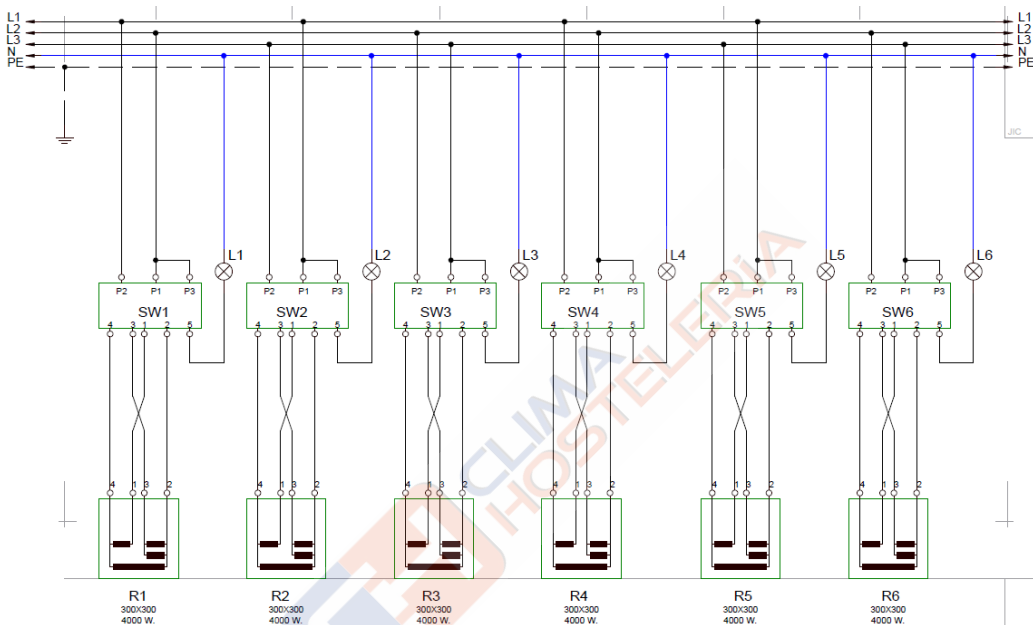 L1 L1
L2 L2
L3 L3
N N
PE PE
JIC
L1 L2 L3 L4 L5 L6
P2 P1 P3 P2 P1 P3 P2 P1 P3 P2 P1 P3 P2 P1 P3 P2 P1 P3
SW1 SW2 SW3 SW4 SW5 SW6
4 3 1 2 5 4 3 1 2 5 4 3 1 2 5 4 3 1 2 5 4 3 1 2 5 4 3 1 2 5
CLIMA
HOSTELERIA
4 1 3 2 4 1 3 2 4 1 3 2 4 1 3 2 4 1 3 2 4 1 3 2
R1 R2 R3 R4 R5 R6
300X300 300X300 300X300 300X300 300X300 300X300
4000 W. 4000 W. 4000 W. 4000 W. 4000 W. 4000 W.